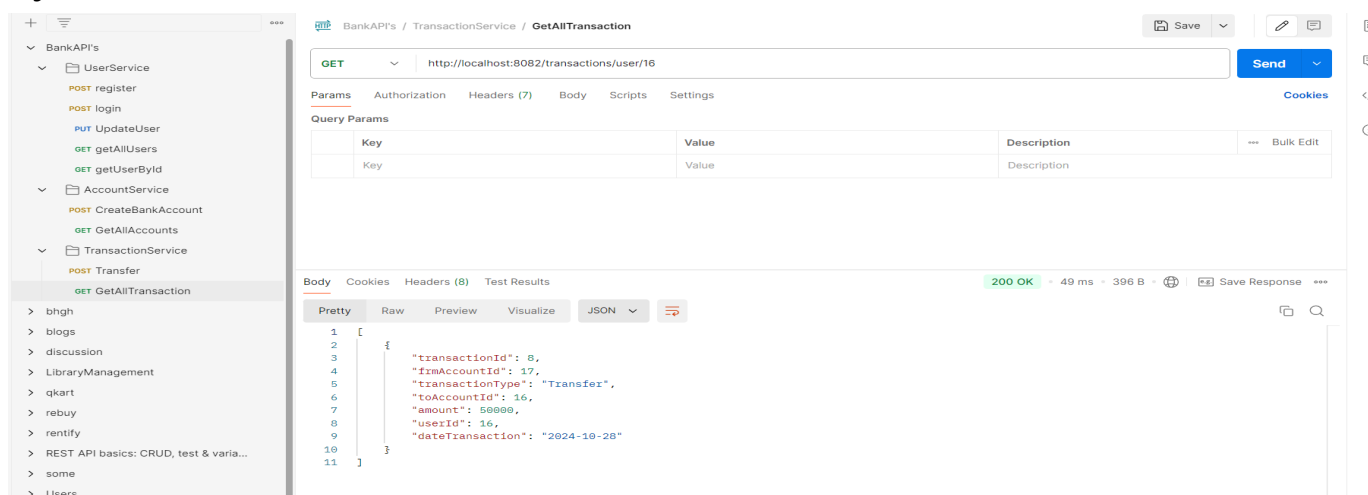 BankAPI's
UserService
POST register
POST login
PUT UpdateUser
GET getAllUsers
GET getUserById
AccountService
POST CreateBankAccount
GET GetAllAccounts
TransactionService
POST Transfer
GET GetAllTransaction
bhgh
blogs
discussion
LibraryManagement
qkart
rebuy
rentify
REST API basics: CRUD, test & varia...
some
Users
HTTP BankAPI's / TransactionService / GetAllTransaction
Save
GET http://localhost:8082/transactions/user/16
Send
Params Authorization Headers (7) Body Scripts Settings Cookies
Query Params
Key Value Description Bulk Edit
Key Value Description
Body Cookies Headers (8) Test Results 200 OK 49 ms 396 B e.g. Save Response
Pretty Raw Preview Visualize JSON
1 [
2 {
3 "transactionId": 8,
4 "frmAccountId": 17,
5 "transactionType": "Transfer",
6 "toAccountId": 16,
7 "amount": 50000,
8 "userId": 16,
9 "dateTransaction": "2024-10-28"
10 }
11 ]